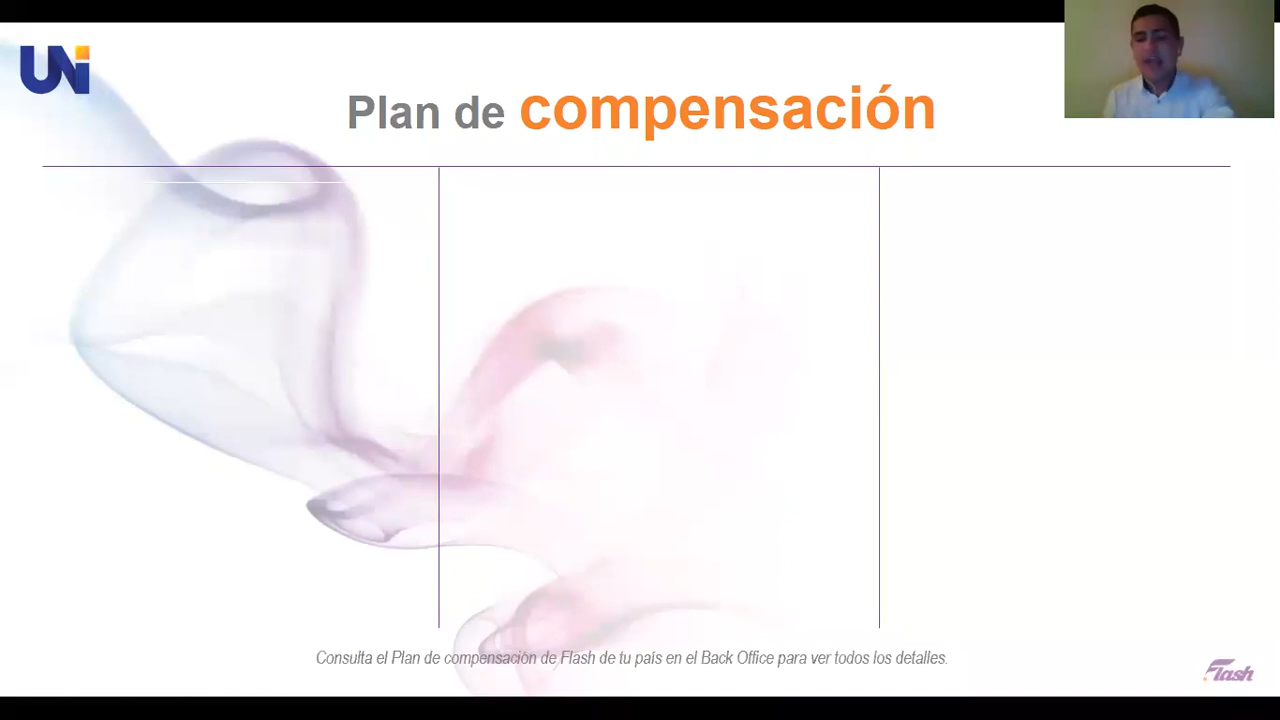 UNi
Plan de compensación
Consulta el Plan de compensación de Flash de tu país en el Back Office para ver todos los detalles.
Flash